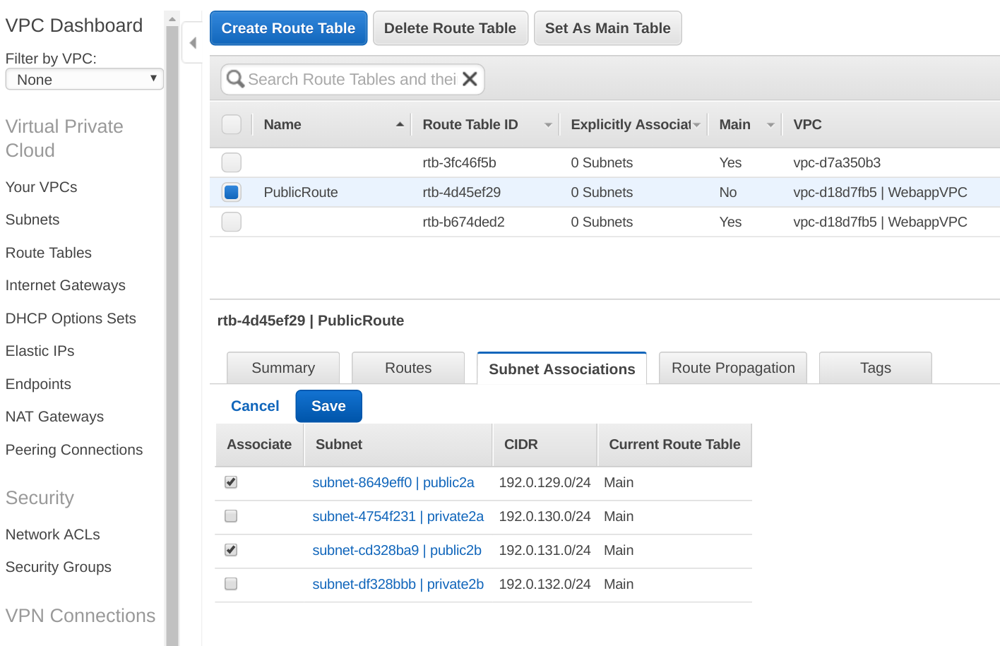 VPC Dashboard
Filter by VPC:
None
Virtual Private
Cloud
Your VPCs
Subnets
Route Tables
Internet Gateways
DHCP Options Sets
Elastic IPs
Endpoints
NAT Gateways
Peering Connections
Security
Network ACLs
Security Groups
VPN Connections
Create Route Table Delete Route Table Set As Main Table
Search Route Tables and thei
Name Route Table ID Explicitly Associat Main VPC
rtb-3fc46f5b 0 Subnets Yes vpc-d7a350b3
PublicRoute rtb-4d45ef29 0 Subnets No vpc-d18d7fb5 | WebappVPC
rtb-b674ded2 0 Subnets Yes vpc-d18d7fb5 | WebappVPC
rtb-4d45ef29 | PublicRoute
Summary Routes Subnet Associations Route Propagation Tags
Cancel Save
Associate Subnet CIDR Current Route Table
subnet-8649eff0 | public2a 192.0.129.0/24 Main
subnet-4754f231 | private2a 192.0.130.0/24 Main
subnet-cd328ba9 | public2b 192.0.131.0/24 Main
subnet-df328bbb | private2b 192.0.132.0/24 Main